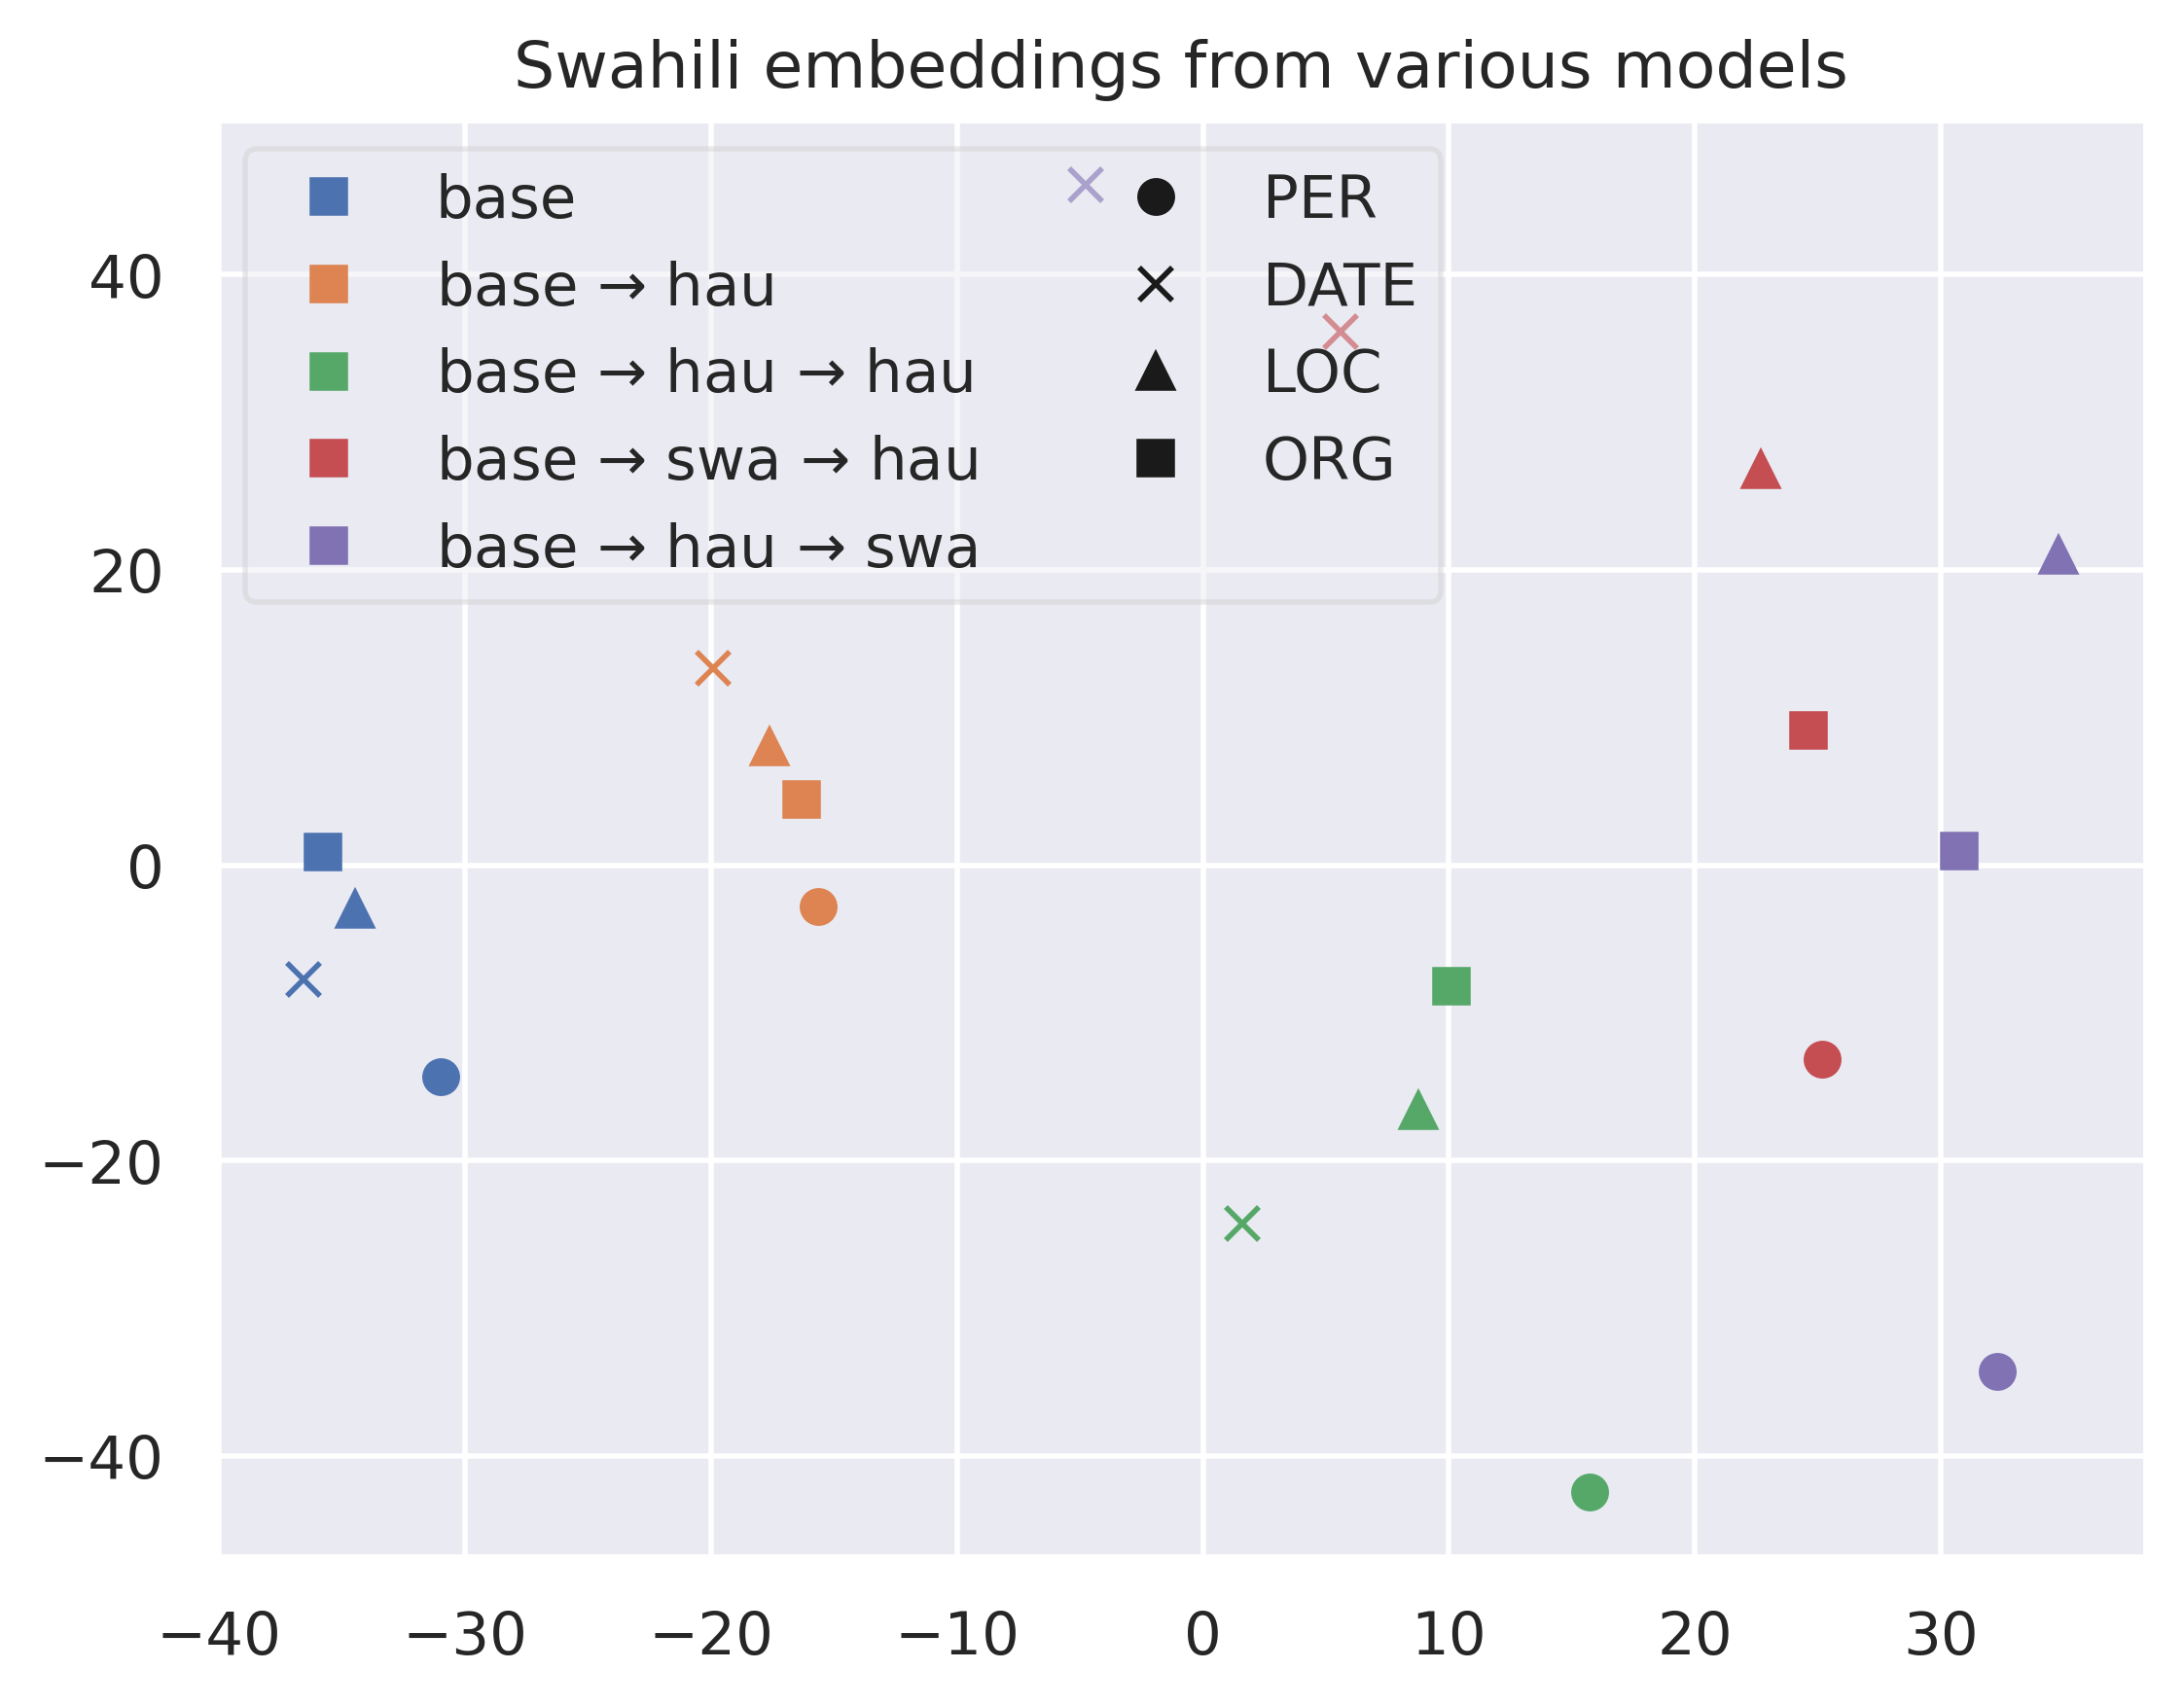 Swahili embeddings from various models
base
base → hau
base → hau → hau
base → swa → hau
base → hau → swa
PER
DATE
LOC
ORG
40
20
0
−20
−40
−40 −30 −20 −10 0 10 20 30